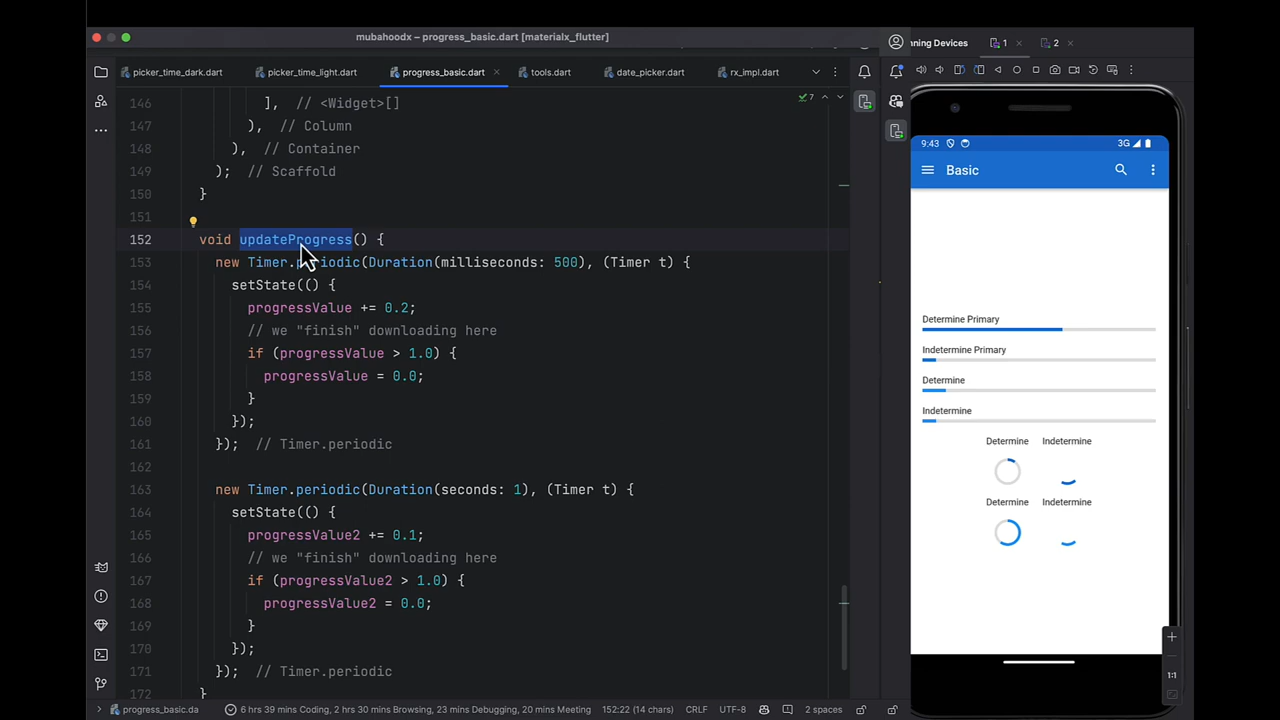 mubahoodx – progress_basic.dart [materialx_flutter]
nning Devices
1
2
picker_time_dark.dart
picker_time_light.dart
progress_basic.dart
tools.dart
date_picker.dart
rx_impl.dart
7
146 ], // <Widget>[]
147 ), // Column
148 ), // Container
149 ); // Scaffold
150 }
151
152 void updateProgress() {
153 new Timer.periodic(Duration(milliseconds: 500), (Timer t) {
154 setState(() {
155 progressValue += 0.2;
156 // we "finish" downloading here
157 if (progressValue > 1.0) {
158 progressValue = 0.0;
159 }
160 });
161 }); // Timer.periodic
162
163 new Timer.periodic(Duration(seconds: 1), (Timer t) {
164 setState(() {
165 progressValue2 += 0.1;
166 // we "finish" downloading here
167 if (progressValue2 > 1.0) {
168 progressValue2 = 0.0;
169 }
170 });
171 }); // Timer.periodic
172 }
progress_basic.da
6 hrs 39 mins Coding, 2 hrs 30 mins Browsing, 23 mins Debugging, 20 mins Meeting
152:22 (14 chars)
CRLF
UTF-8
2 spaces
9:43
3G
Basic
Determine Primary
Indetermine Primary
Determine
Indetermine
Determine Indetermine
Determine Indetermine
1:1